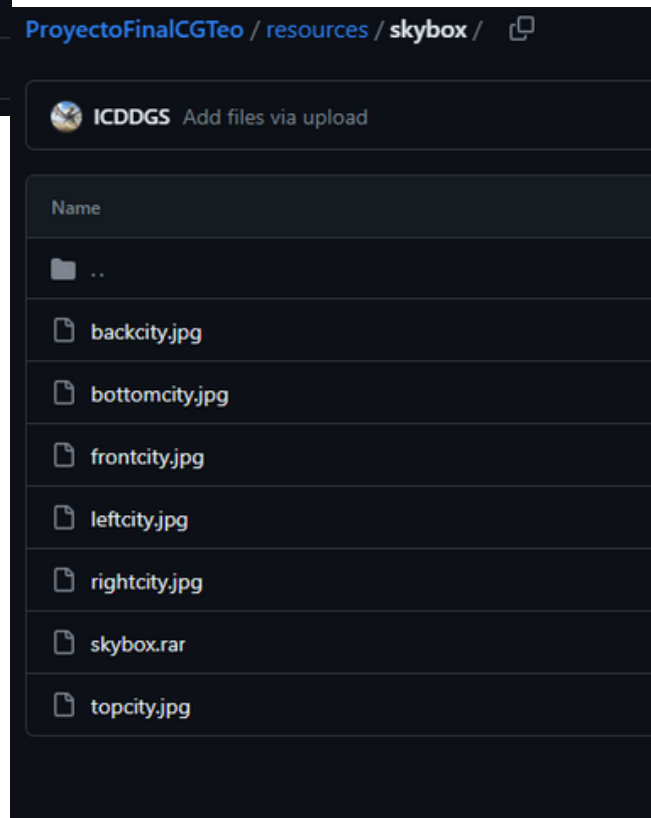 ProyectoFinalCGTeo / resources / skybox /
ICDDGS Add files via upload
Name
..
backcity.jpg
bottomcity.jpg
frontcity.jpg
leftcity.jpg
rightcity.jpg
skybox.rar
topcity.jpg